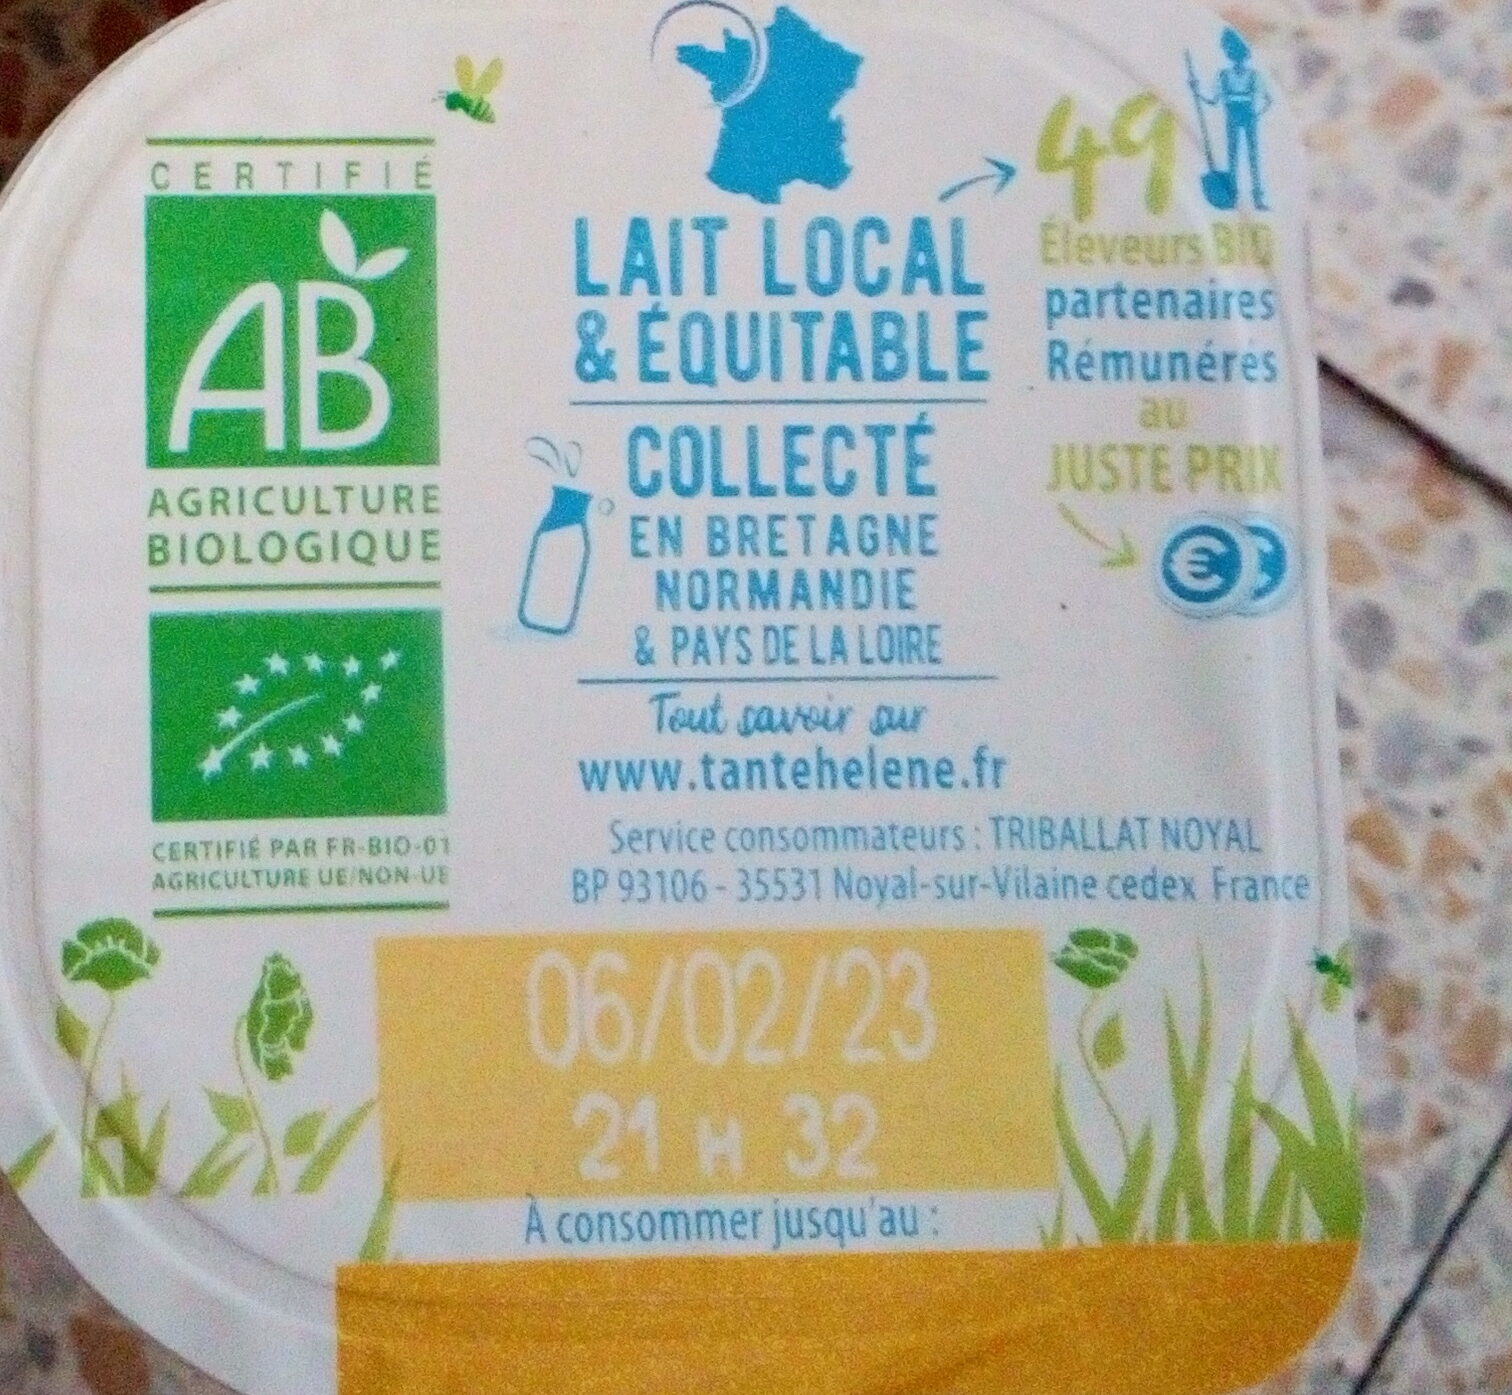 CERTIFIÉ
AB
AGRICULTURE
BIOLOGIQUE
CERTIFIÉ PAR FR-BIO-01
AGRICULTURE UE/NON-UE
LAIT LOCAL
& ÉQUITABLE
COLLECTÉ
EN BRETAGNE
NORMANDIE
& PAYS DE LA LOIRE
Tout savoir sur
www.tantehelene.fr
49
Éleveurs BIO
partenaires
Rémunérés
au
JUSTE PRIX
€
Service consommateurs : TRIBALLAT NOYAL
BP 93106 - 35531 Noyal-sur-Vilaine cedex France
06/02/23
21 H 32
À consommer jusqu'au :